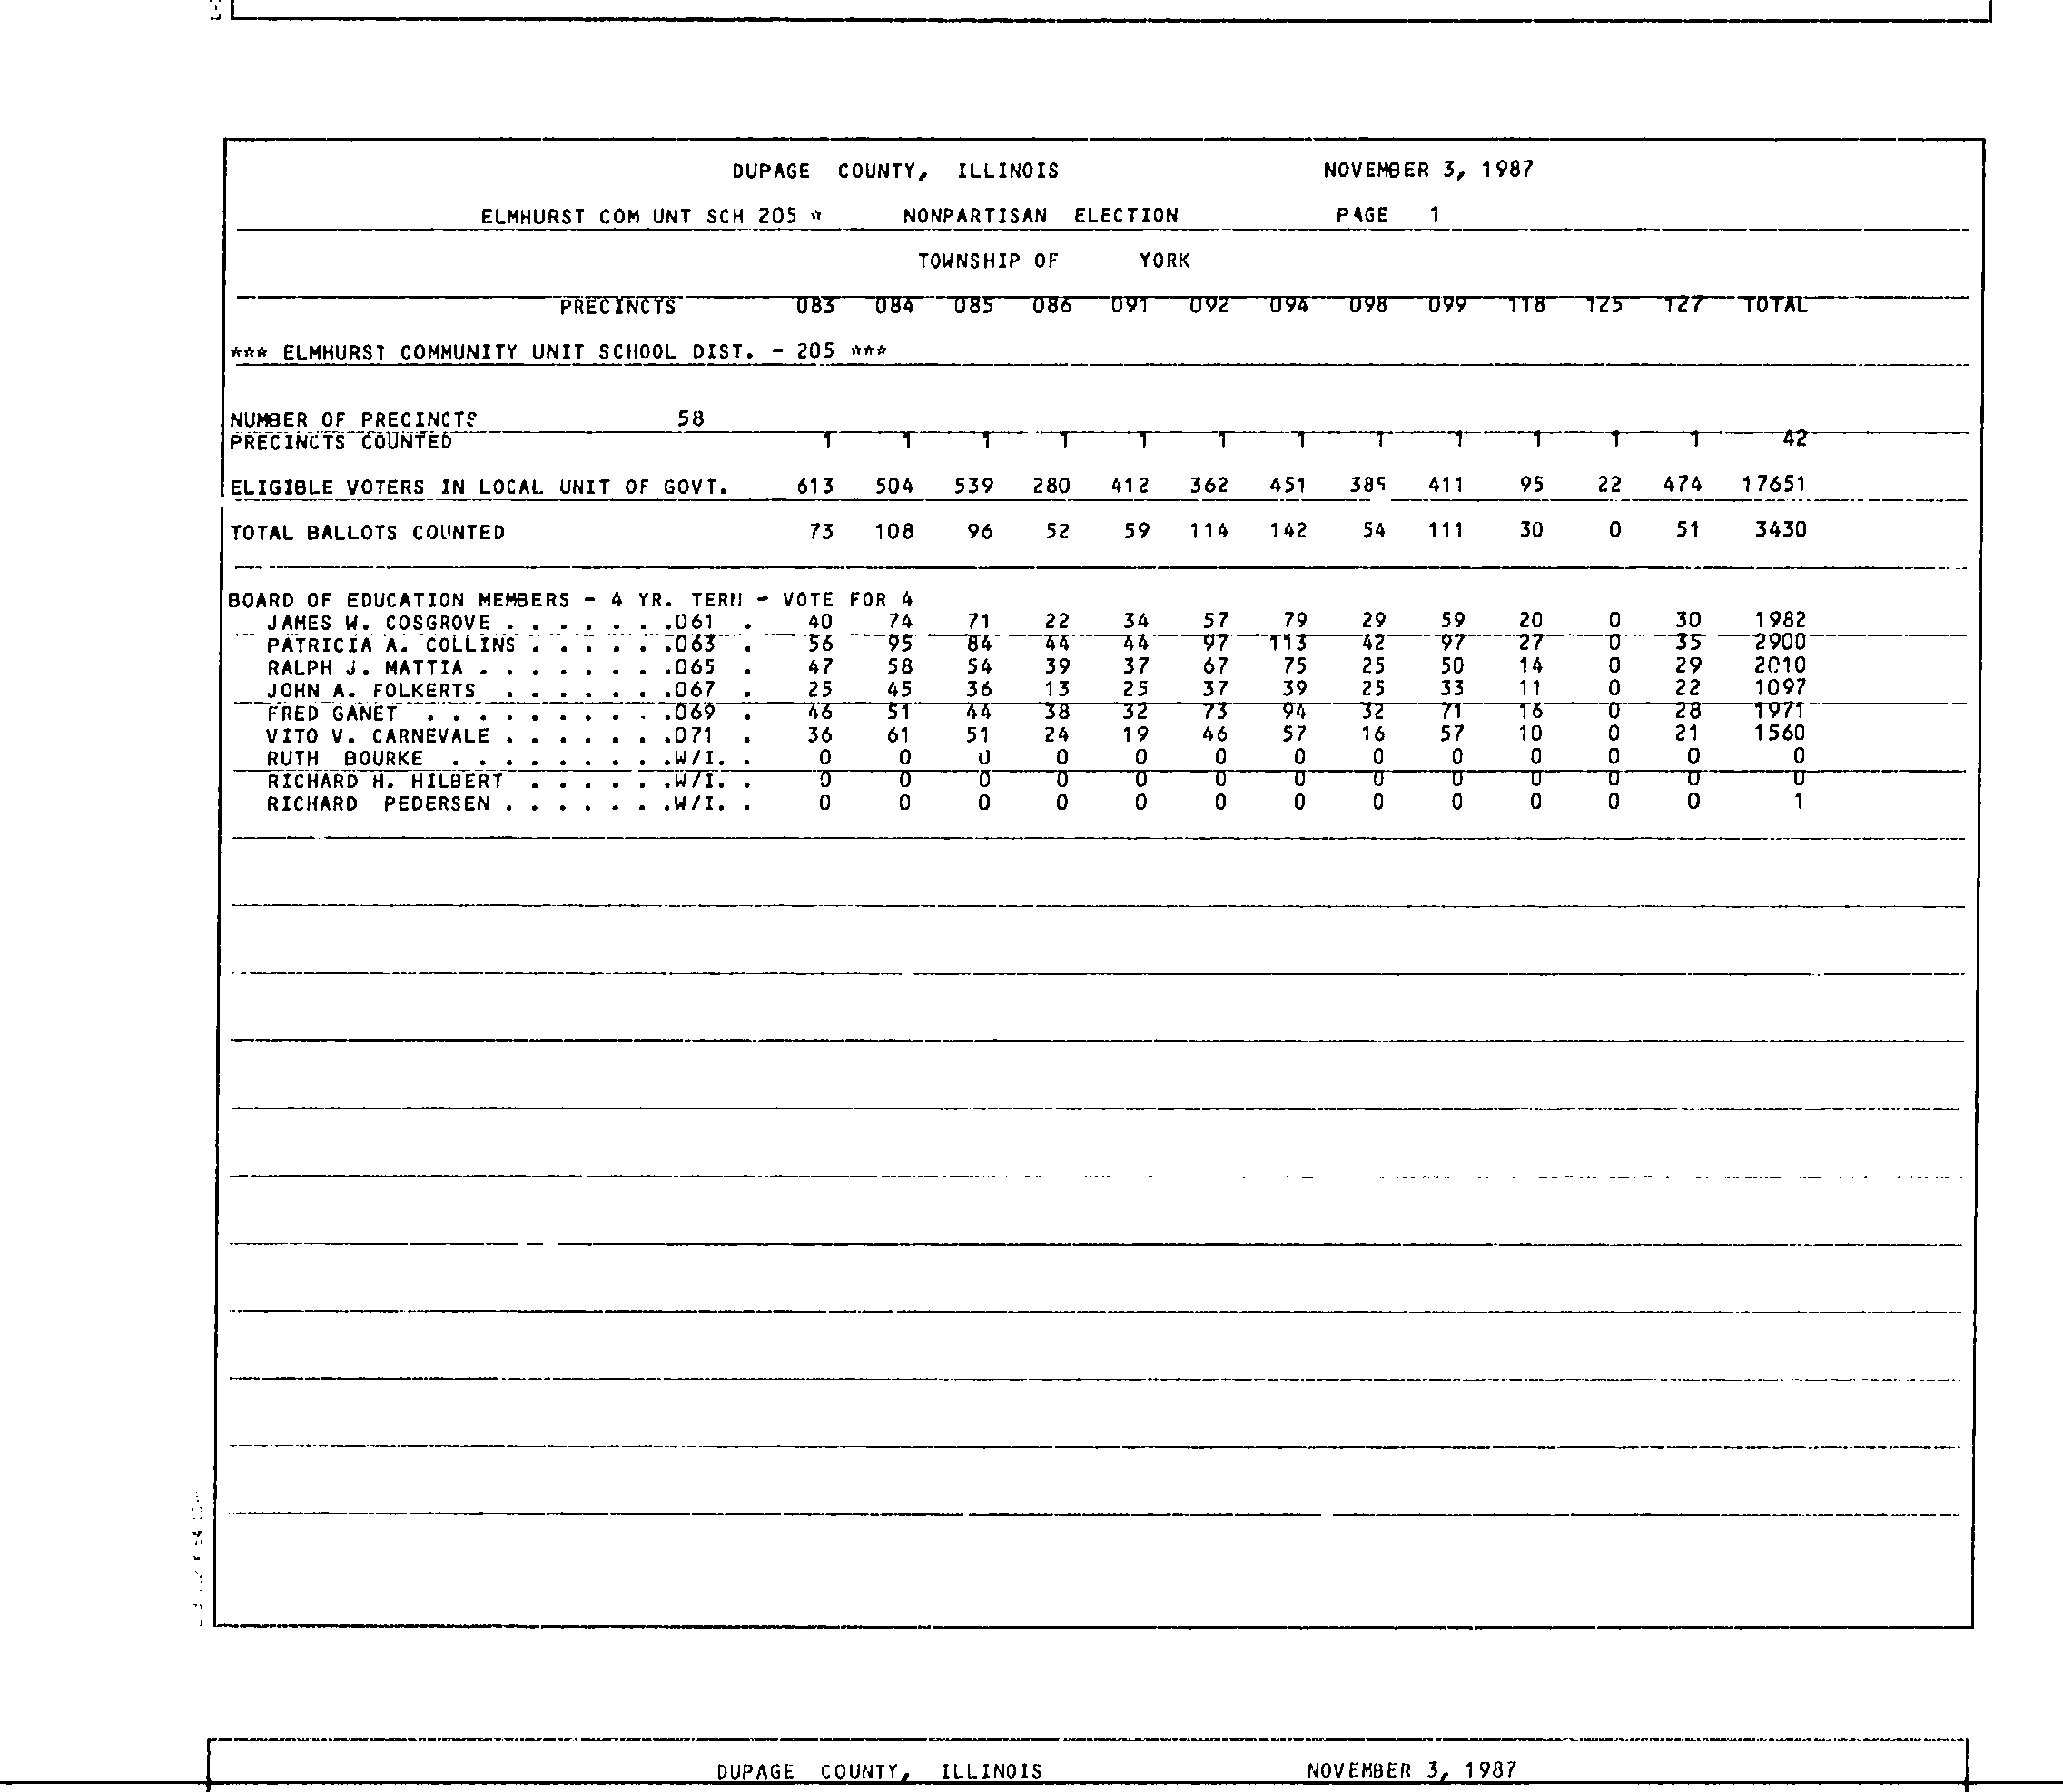 DUPAGE COUNTY, ILLINOIS NOVEMBER 3, 1987
ELMHURST COM UNT SCH 205 * NONPARTISAN ELECTION PAGE 1
TOWNSHIP OF YORK
PRECINCTS 083 084 085 086 091 092 094 098 099 118 125 127 TOTAL
*** ELMHURST COMMUNITY UNIT SCHOOL DIST. - 205 ***
NUMBER OF PRECINCTS 58
PRECINCTS COUNTED 1 1 1 1 1 1 1 1 1 1 1 1 42
ELIGIBLE VOTERS IN LOCAL UNIT OF GOVT. 613 504 539 280 412 362 451 385 411 95 22 474 17651
TOTAL BALLOTS COUNTED 73 108 96 52 59 114 142 54 111 30 0 51 3430
BOARD OF EDUCATION MEMBERS - 4 YR. TERM - VOTE FOR 4
JAMES W. COSGROVE . . . . . . .061 . 40 74 71 22 34 57 79 29 59 20 0 30 1982
PATRICIA A. COLLINS . . . . . .063 . 56 95 84 44 44 97 113 42 97 27 0 35 2900
RALPH J. MATTIA . . . . . . . .065 . 47 58 54 39 37 67 75 25 50 14 0 29 2010
JOHN A. FOLKERTS . . . . . . .067 . 25 45 36 13 25 37 39 25 33 11 0 22 1097
FRED GANET . . . . . . . . . .069 . 46 51 44 38 32 73 94 32 71 16 0 28 1971
VITO V. CARNEVALE . . . . . . .071 . 36 61 51 24 19 46 57 16 57 10 0 21 1560
RUTH BOURKE . . . . . . . . .W/I. . 0 0 0 0 0 0 0 0 0 0 0 0 0
RICHARD H. HILBERT . . . . . .W/I. . 0 0 0 0 0 0 0 0 0 0 0 0 0
RICHARD PEDERSEN . . . . . . .W/I. . 0 0 0 0 0 0 0 0 0 0 0 0 1
DUPAGE COUNTY, ILLINOIS NOVEMBER 3, 1987